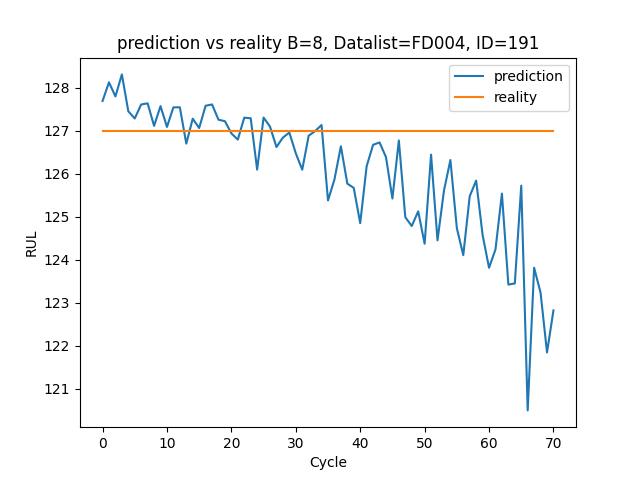 prediction vs reality B=8, Datalist=FD004, ID=191
prediction
reality
RUL
128
127
126
125
124
123
122
121
0 10 20 30 40 50 60 70
Cycle